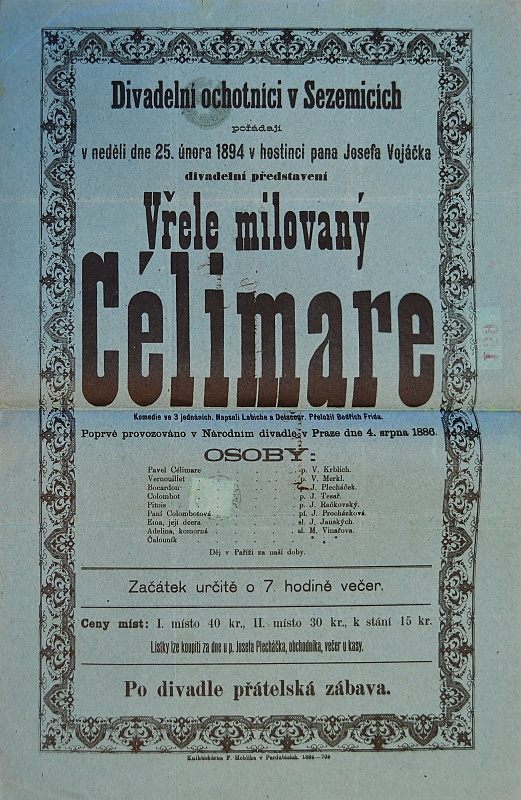 Divadelní ochotníci v Sezemicích
pořádají
v neděli dne 25. února 1894 v hostinci pana Josefa Vojáčka
divadelní představení
Vřele milovaný
Célimare
Komedie ve 3 jednáních. Napsali Labiche a Delacour. Přeložil Bedřich Frída.
Poprvé provozováno v Národním divadle v Praze dne 4. srpna 1886.
OSOBY:
Pavel Célimare . . . . . . p. V. Krblich.
Vernouillet . . . . . . p. V. Merkl.
Bocardon . . . . . . p. J. Plecháček.
Colombot . . . . . . p. J. Tesař.
Pitois . . . . . . p. J. Račkovský.
Paní Colombotová . . . . . . pí. J. Procházková.
Ema, její dcera . . . . . . sl. J. Janských.
Adelina, komorná . . . . . . sl. M. Vinařova.
Čalouník . . . . . . * *
Děj v Paříži za naší doby.
Začátek určitě o 7. hodině večer.
Ceny míst: I. místo 40 kr., II. místo 30 kr., k stání 15 kr.
Lístky lze koupiti za dne u p. Josefa Plecháčka, obchodníka, večer u kasy.
Po divadle přátelská zábava.
Knihtiskárna F. Hoblíka v Pardubicích. 1894—706